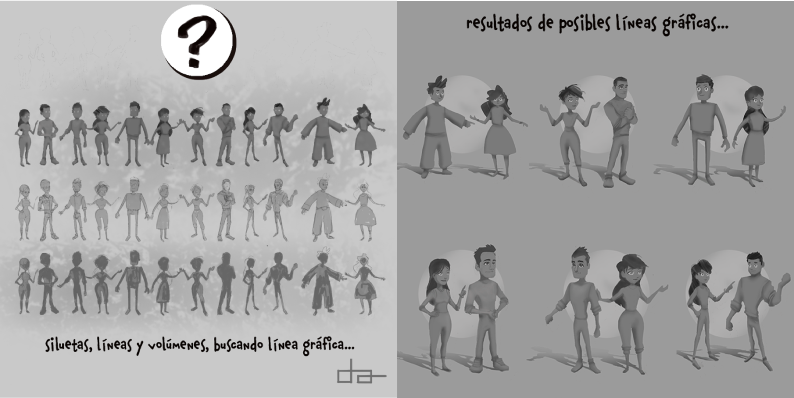 ?
siluetas, líneas y volúmenes, buscando línea gráfica...
da
resultados de posibles líneas gráficas...